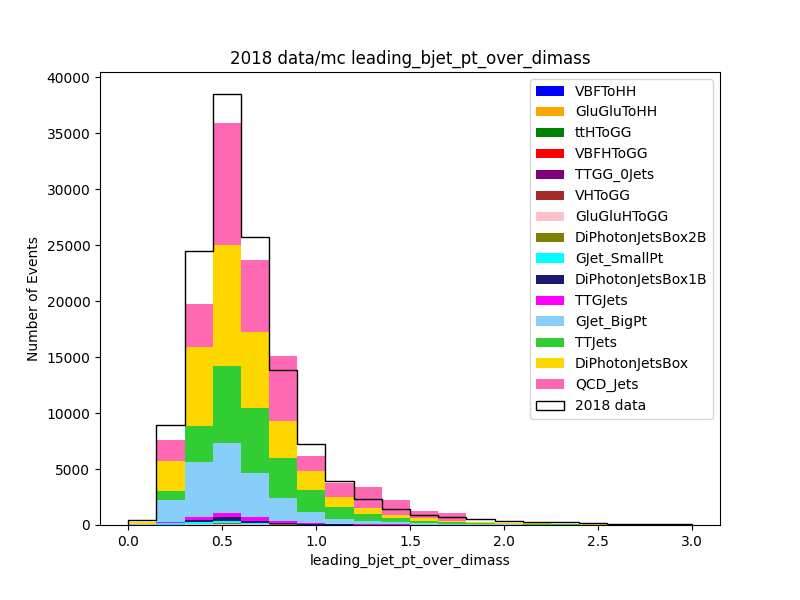 2018 data/mc leading_bjet_pt_over_dimass
Number of Events
40000
35000
30000
25000
20000
15000
10000
5000
0
0.0
0.5
1.0
1.5
2.0
2.5
3.0
leading_bjet_pt_over_dimass
VBFToHH
GluGluToHH
ttHToGG
VBFHToGG
TTGG_0Jets
VHToGG
GluGluHToGG
DiPhotonJetsBox2B
GJet_SmallPt
DiPhotonJetsBox1B
TTGJets
GJet_BigPt
TTJets
DiPhotonJetsBox
QCD_Jets
2018 data